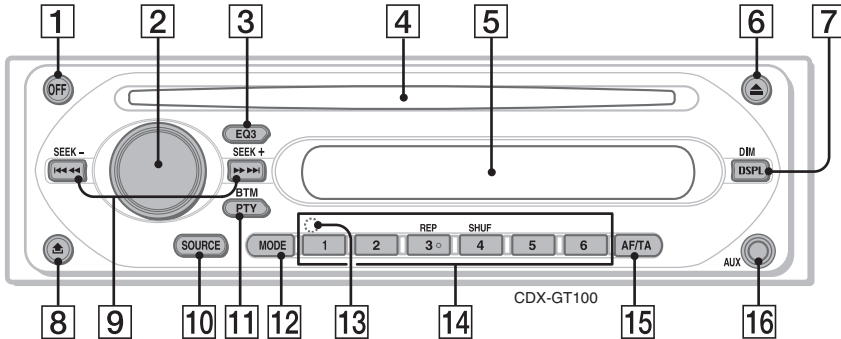 1 2 3 4 5 6 7
OFF
EQ3
SEEK – SEEK + DIM
DSPL
BTM
PTY
REP SHUF
SOURCE MODE 1 2 3 4 5 6 AF/TA
AUX
CDX-GT100
8 9 10 11 12 13 14 15 16